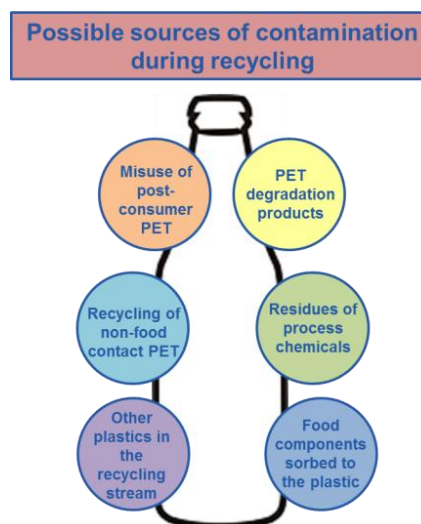 Possible sources of contamination
during recycling
Misuse of
post-
consumer
PET
PET
degradation
products
Recycling of
non-food
contact PET
Residues of
process
chemicals
Other
plastics in
the
recycling
stream
Food
components
sorbed to
the plastic